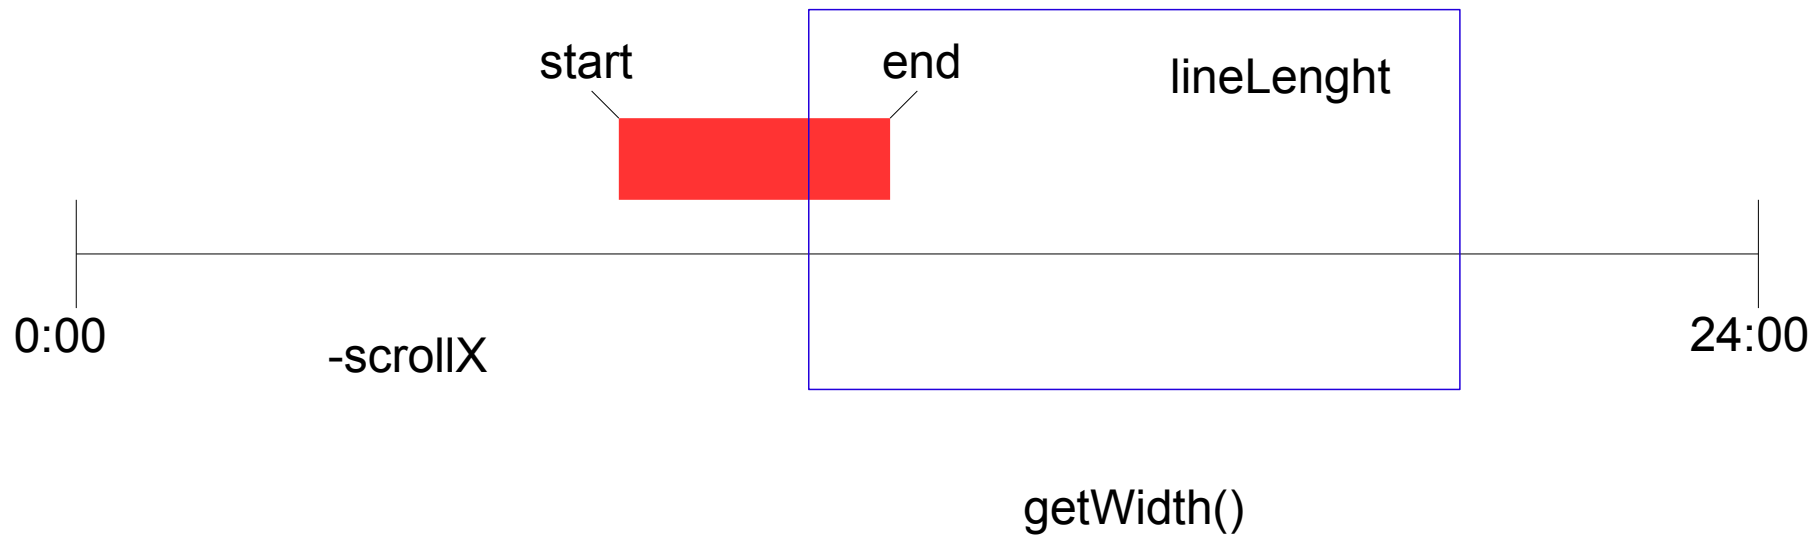 start
end
lineLenght
0:00
-scrollX
24:00
getWidth()